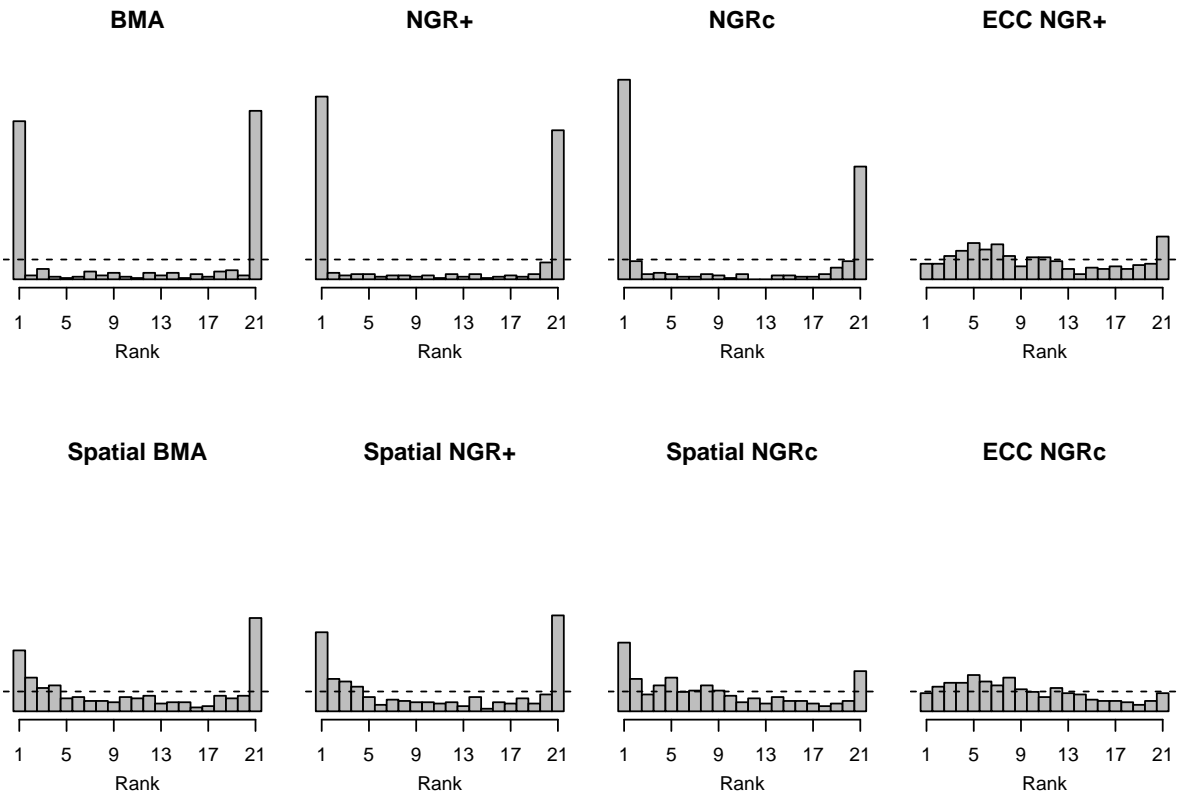 BMA NGR+ NGRc ECC NGR+
1 5 9 13 17 21 1 5 9 13 17 21 1 5 9 13 17 21 1 5 9 13 17 21
Rank Rank Rank Rank
Spatial BMA Spatial NGR+ Spatial NGRc ECC NGRc
1 5 9 13 17 21 1 5 9 13 17 21 1 5 9 13 17 21 1 5 9 13 17 21
Rank Rank Rank Rank